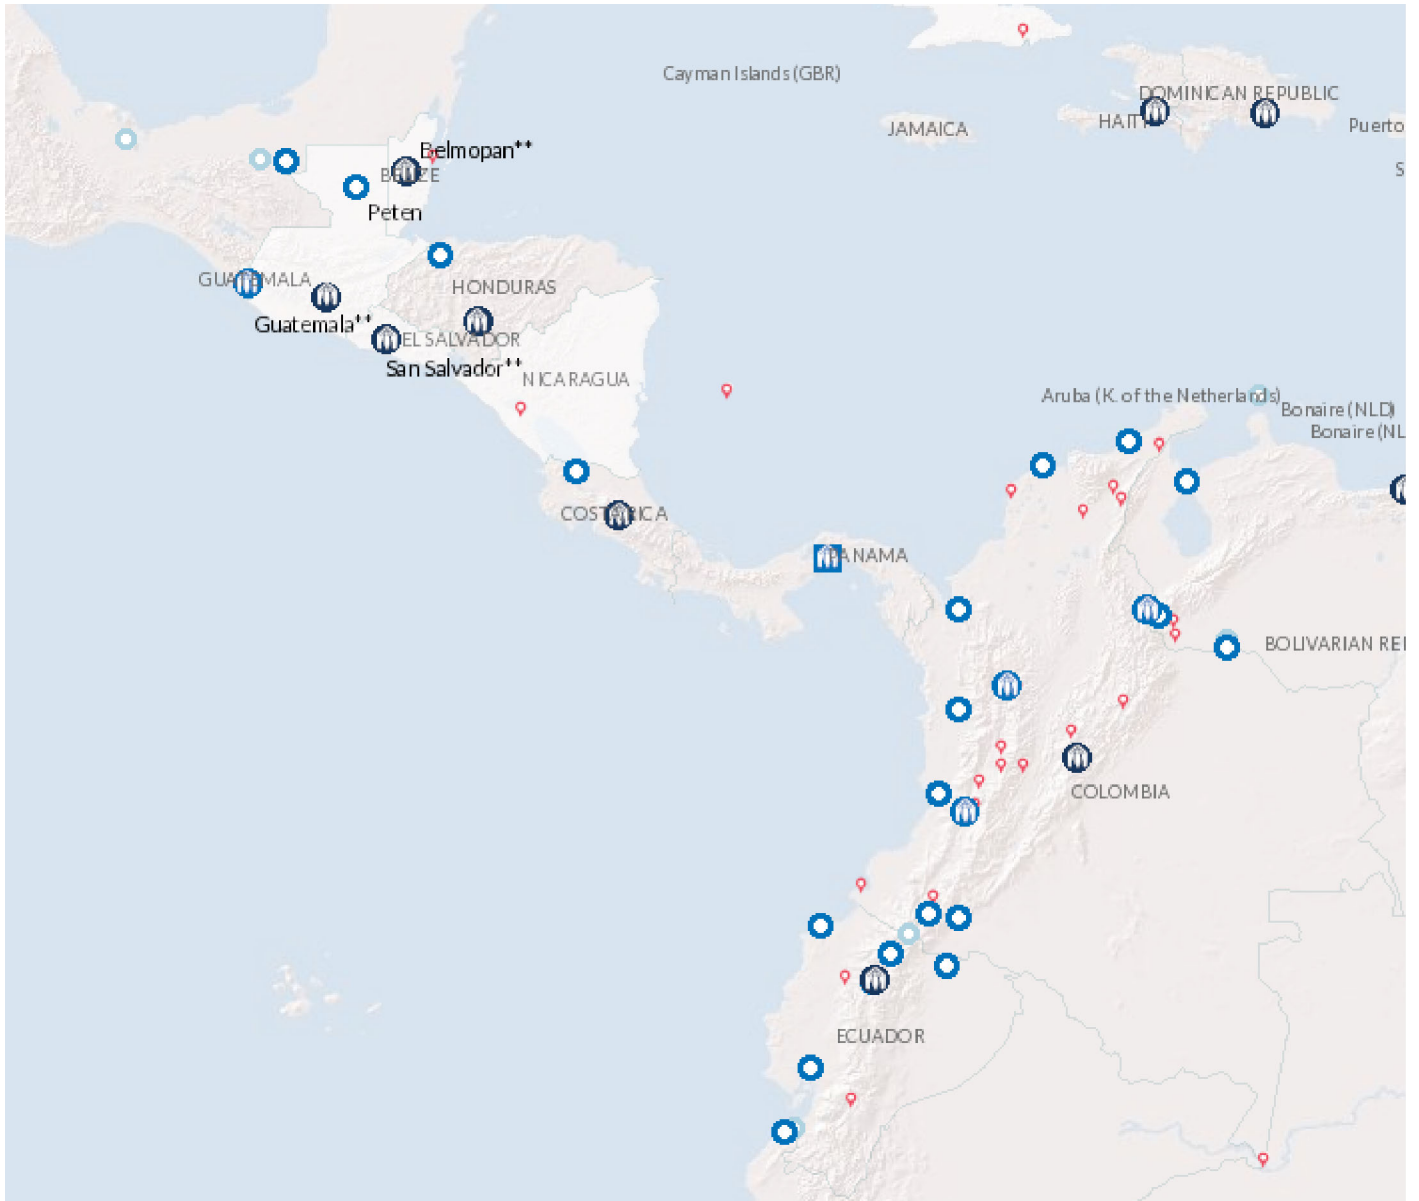 Cayman Islands (GBR)
DOMINICAN REPUBLIC
HAITI
JAMAICA
Puerto
S
Belmopan**
BELIZE
Peten
GUATEMALA
HONDURAS
Guatemala**
EL SALVADOR
San Salvador**
NICARAGUA
Aruba (K. of the Netherlands)
Bonaire (NLD)
Bonaire (NL
COSTA RICA
PANAMA
BOLIVARIAN RE
COLOMBIA
ECUADOR